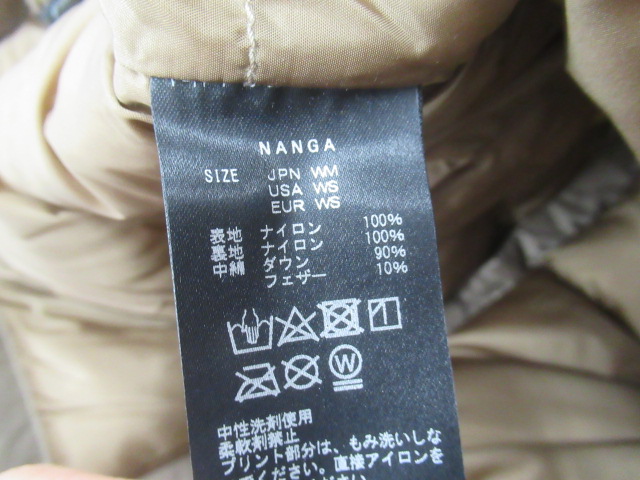 NANGA
SIZE JPN WM
USA WS
EUR WS
表地 ナイロン 100%
裏地 ナイロン 100%
中綿 ダウン 90%
フェザー 10%
W
中性洗剤使用
柔軟剤禁止
プリント部分は、もみ洗いしな
でください。直接アイロンを